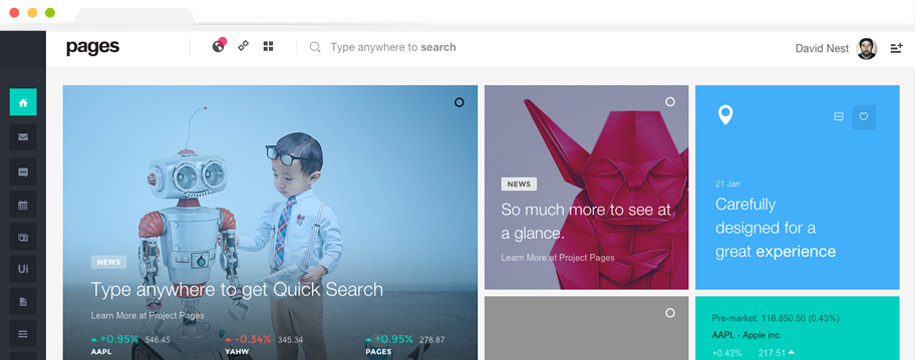 pages
Type anywhere to search
David Nest
Ui
NEWS
Type anywhere to get Quick Search
Learn More at Project Pages
+0.95% 546.45
AAPL
-0.34% 345.34
YAHW
+0.95% 278.87
PAGES
NEWS
So much more to see at
a glance.
Learn More at Project Pages
21 Jan
Carefully
designed for a
great experience
Pre-market: 116.850.50 (0.43%)
AAPL - Apple inc.
+0.42% 217.51